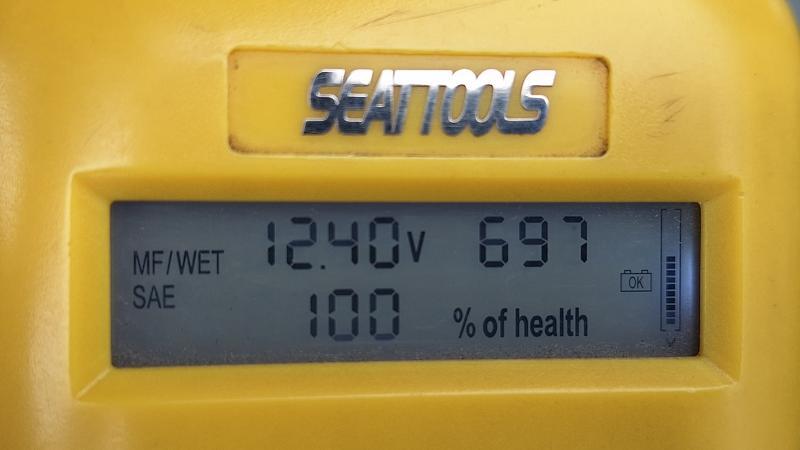 SEATTOOLS
MF/WET 12.40V 697
SAE 100 % of health
OK
V